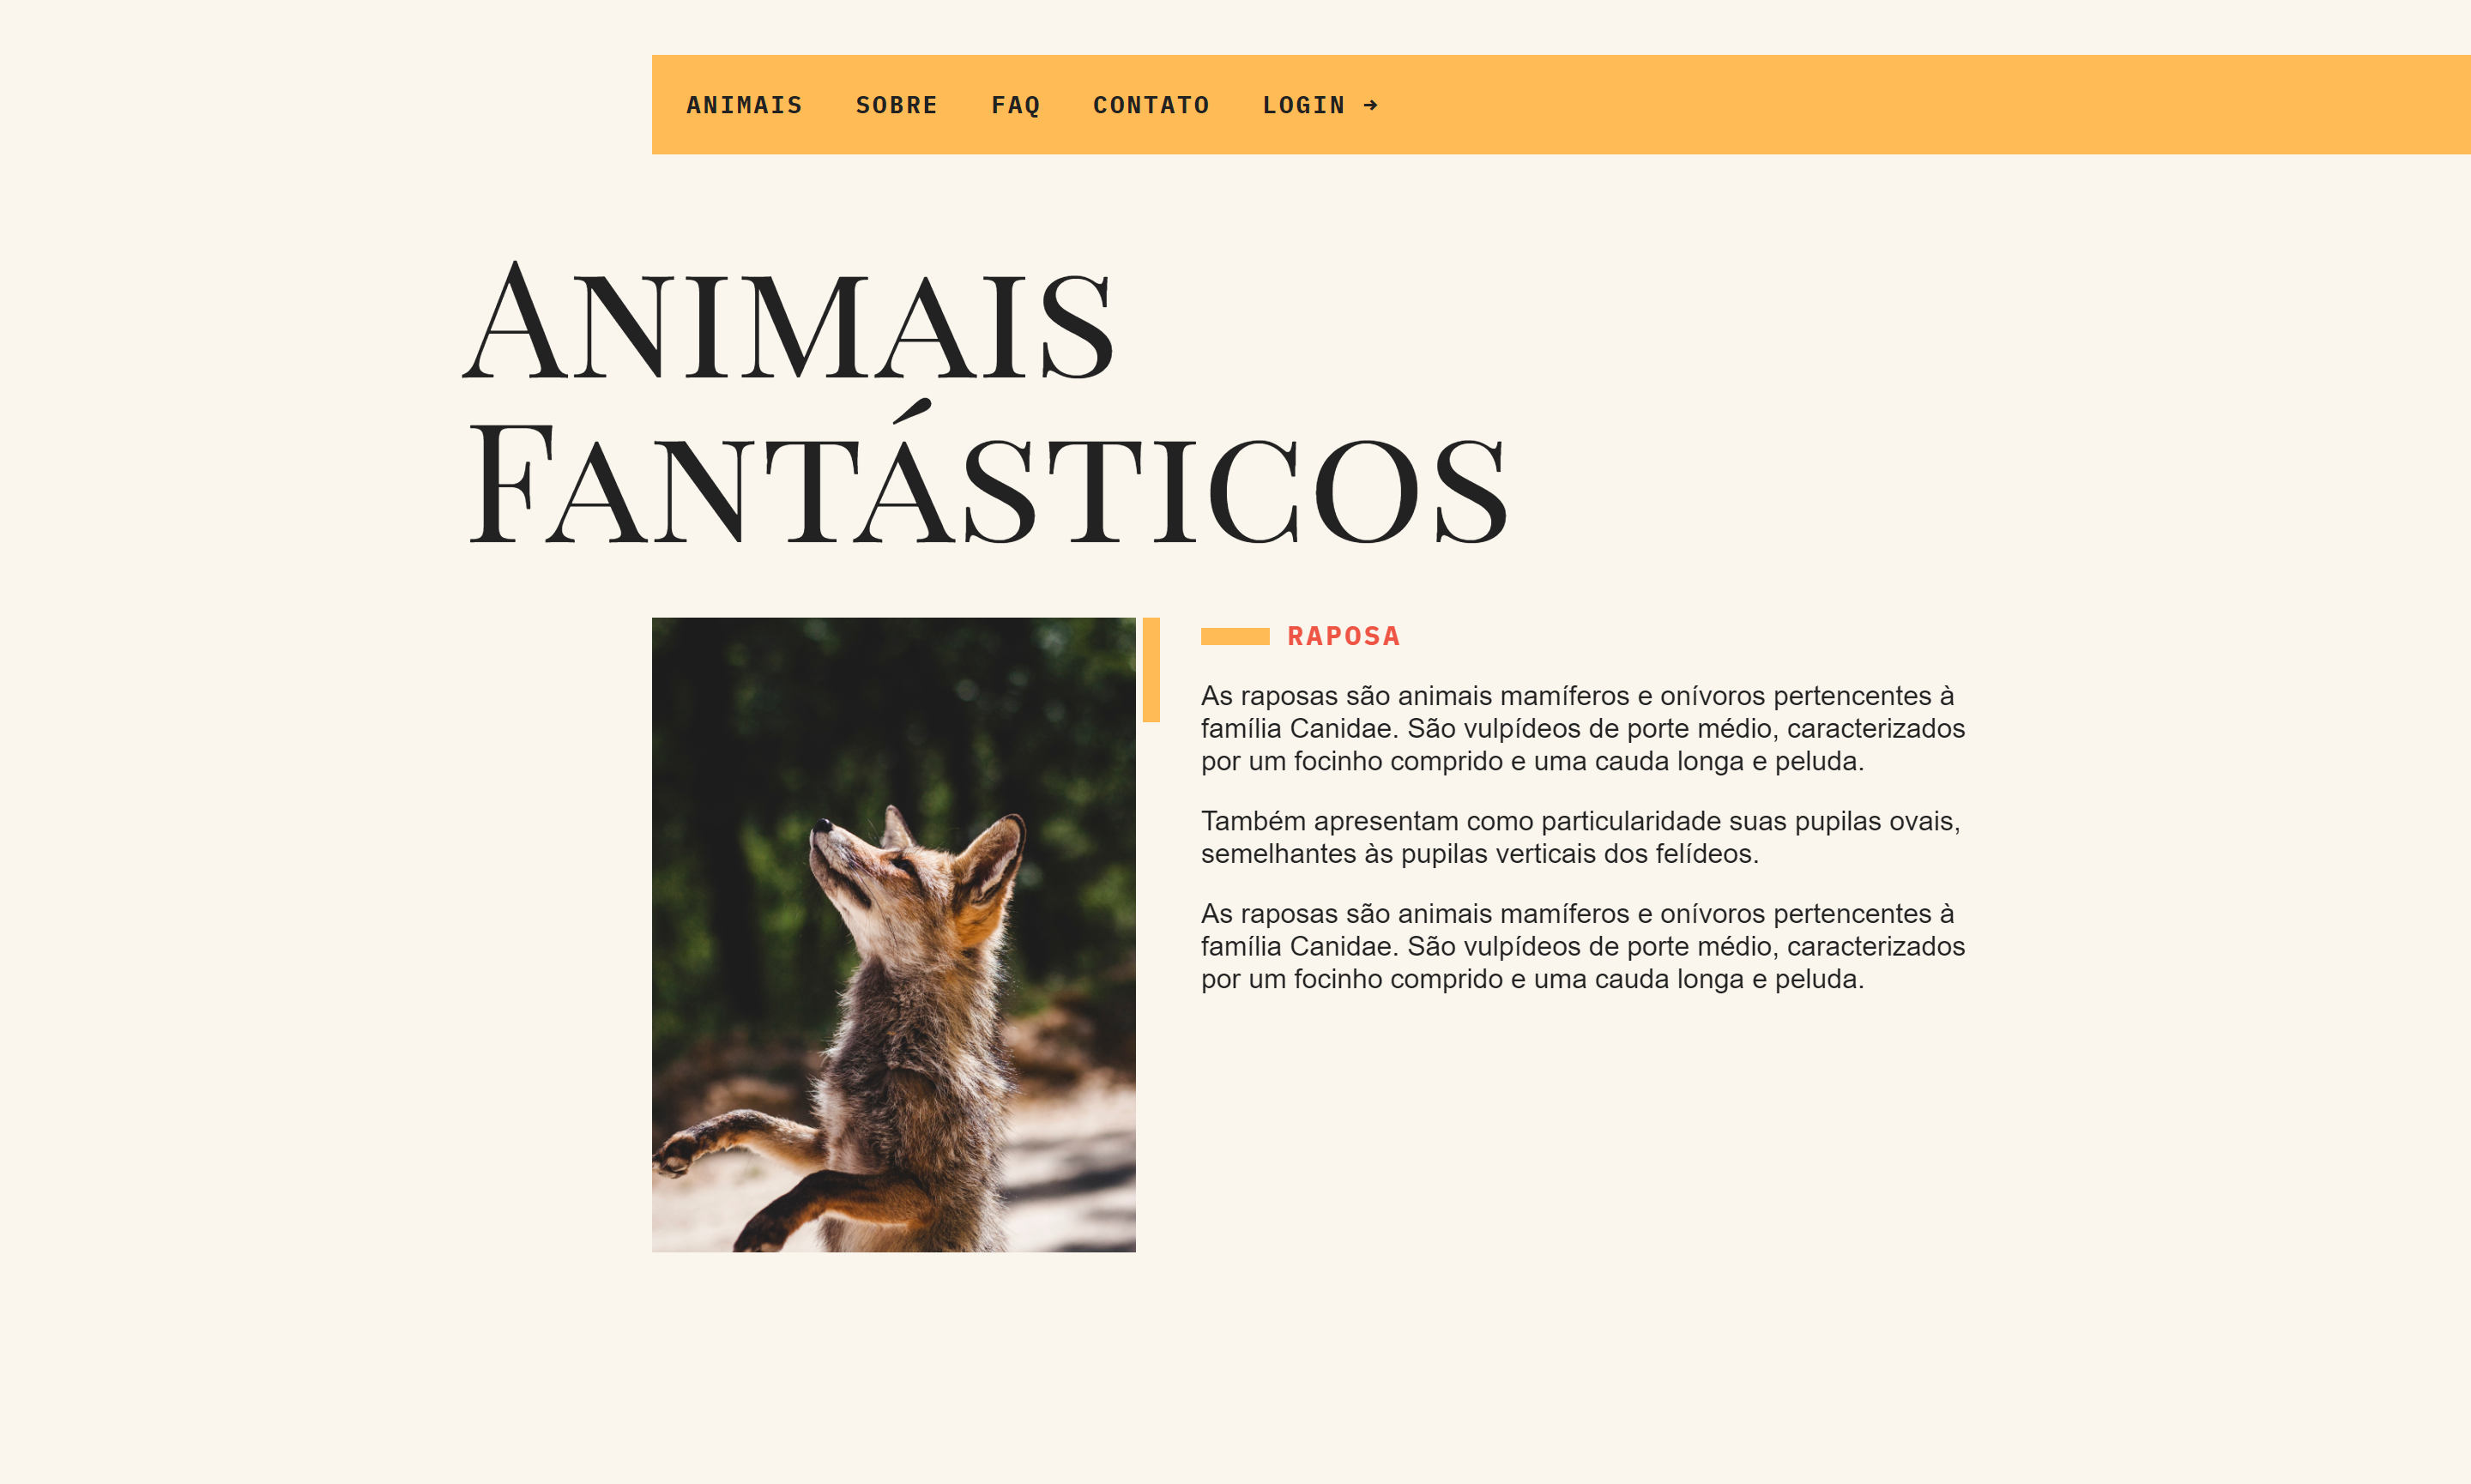 ANIMAIS SOBRE FAQ CONTATO LOGIN →
ANIMAIS
FANTÁSTICOS
RAPOSA
As raposas são animais mamíferos e onívoros pertencentes à
família Canidae. São vulpídeos de porte médio, caracterizados
por um focinho comprido e uma cauda longa e peluda.
Também apresentam como particularidade suas pupilas ovais,
semelhantes às pupilas verticais dos felídeos.
As raposas são animais mamíferos e onívoros pertencentes à
família Canidae. São vulpídeos de porte médio, caracterizados
por um focinho comprido e uma cauda longa e peluda.